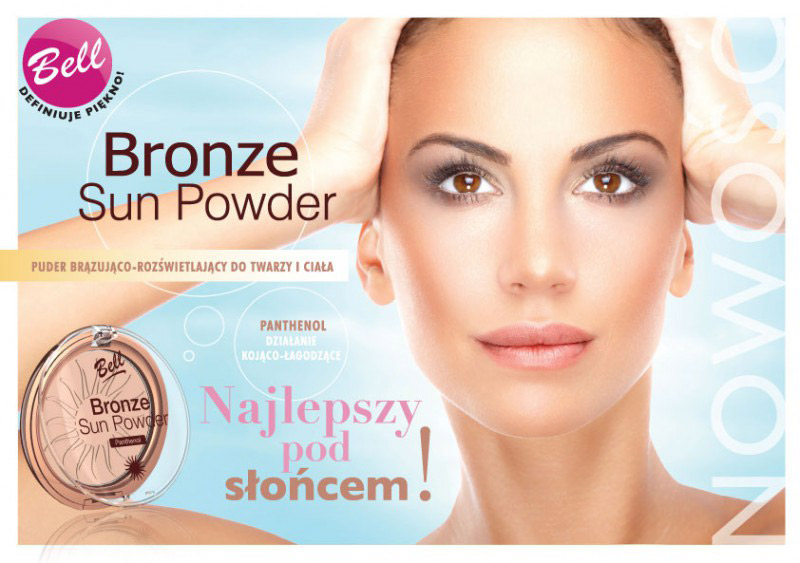 Bell
DEFINIUJE PIĘKNO!
Bronze
Sun Powder
PUDER BRĄZUJĄCO-ROZŚWIETLAJĄCY DO TWARZY I CIAŁA
PANTHENOL
DZIAŁANIE
KOJĄCO-ŁAGODZĄCE
Najlepszy
pod
słońcem!
Bell
Bronze
Sun Powder
Panthenol
NOWOŚĆ